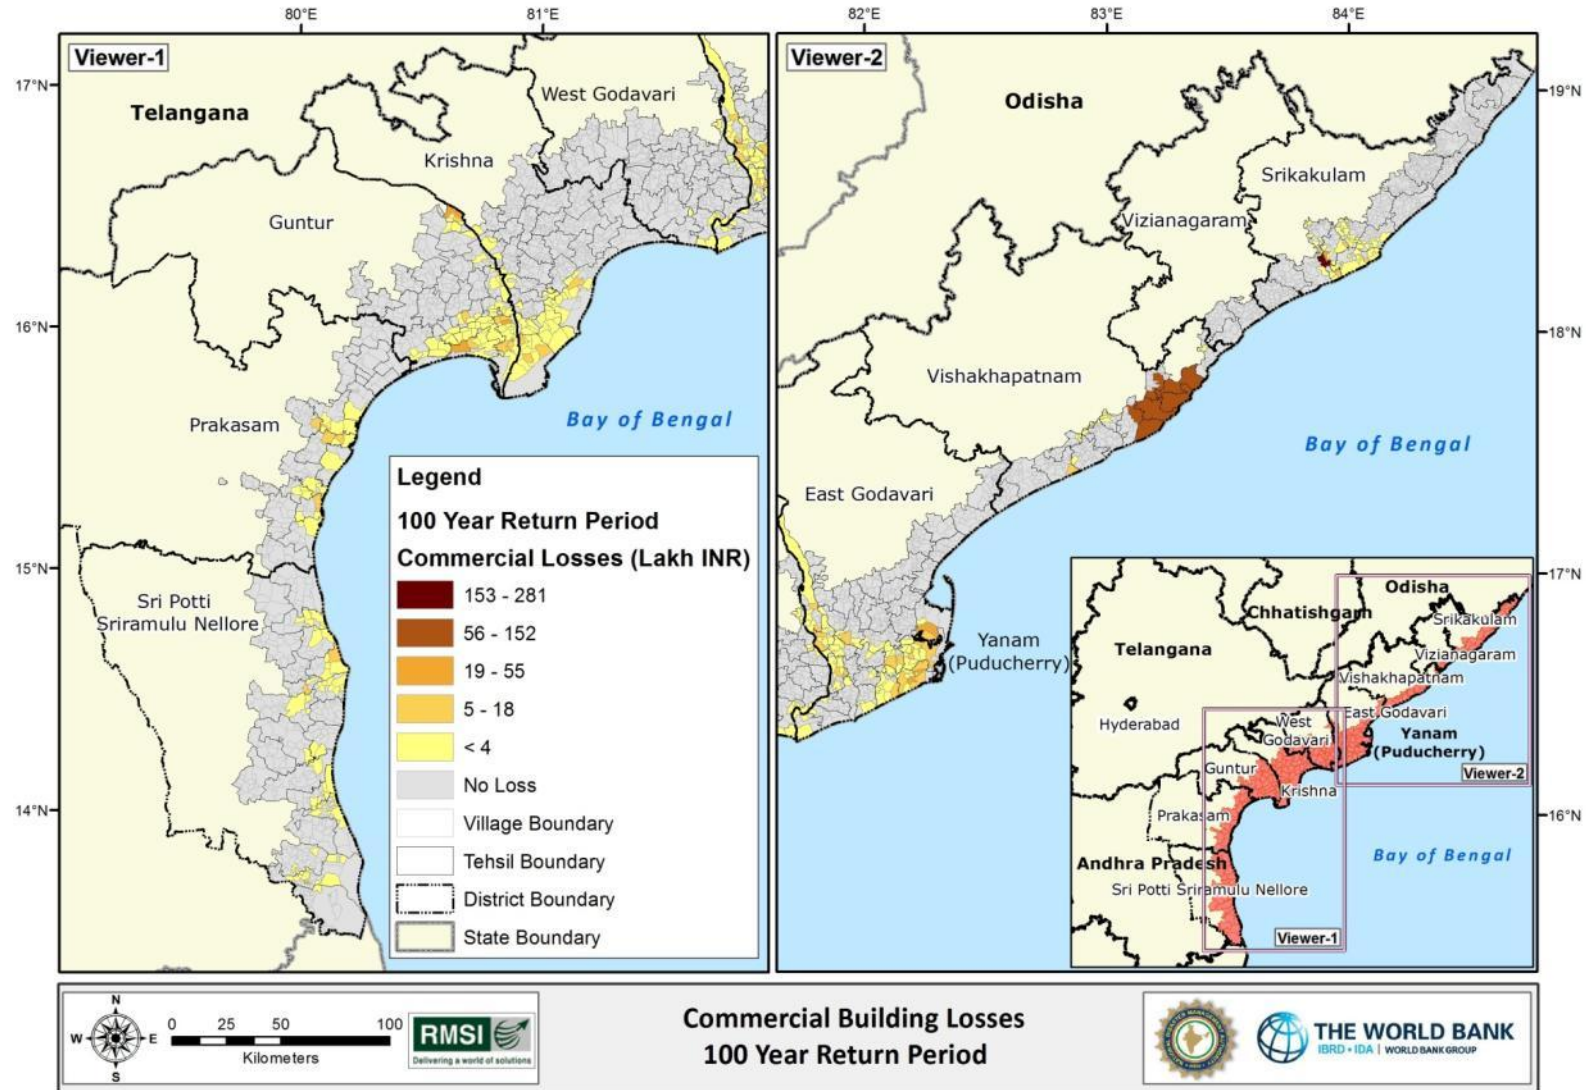 80°E
81°E
82°E
83°E
84°E
Viewer-1
17°N
16°N
15°N
14°N
Telangana
West Godavari
Krishna
Guntur
Prakasam
Bay of Bengal
Sri Potti
Sriramulu Nellore
Legend
100 Year Return Period
Commercial Losses (Lakh INR)
153 - 281
56 - 152
19 - 55
5 - 18
< 4
No Loss
Village Boundary
Tehsil Boundary
District Boundary
State Boundary
Viewer-2
Odisha
Srikakulam
Vizianagaram
Vishakhapatnam
Bay of Bengal
East Godavari
Yanam
(Puducherry)
19°N
18°N
17°N
16°N
Odisha
Chhatishgarh
Srikakulam
Telangana
Vizianagaram
Vishakhapatnam
Hyderabad
West
Godavari
East Godavari
Yanam
(Puducherry)
Guntur
Viewer-2
Krishna
Prakasam
Andhra Pradesh
Bay of Bengal
Sri Potti Sriramulu Nellore
Viewer-1
N
W
E
S
0 25 50 100
Kilometers
RMSI
Delivering a world of solutions
Commercial Building Losses
100 Year Return Period
THE WORLD BANK
IBRD • IDA | WORLD BANK GROUP